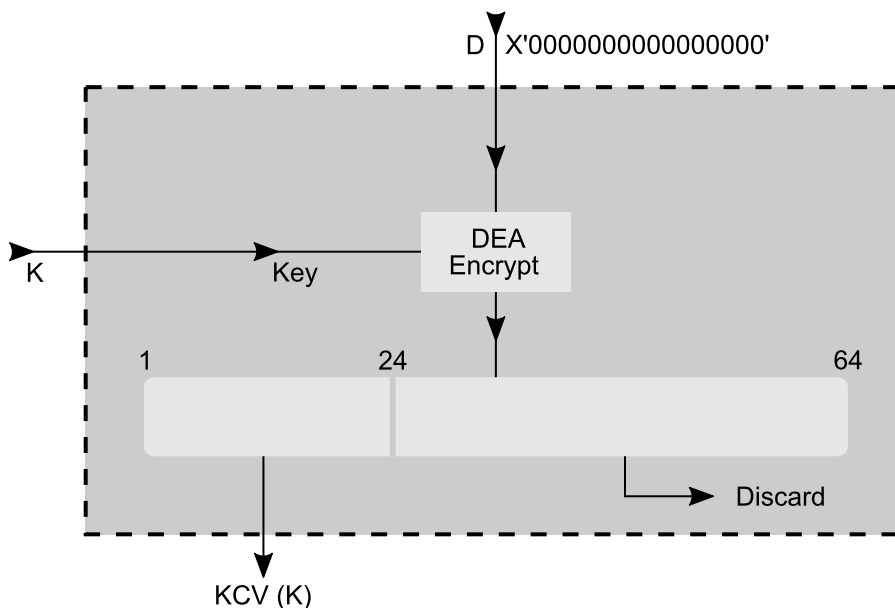 D X'0000000000000000'
DEA
Encrypt
K
Key
1 24 64
Discard
KCV (K)